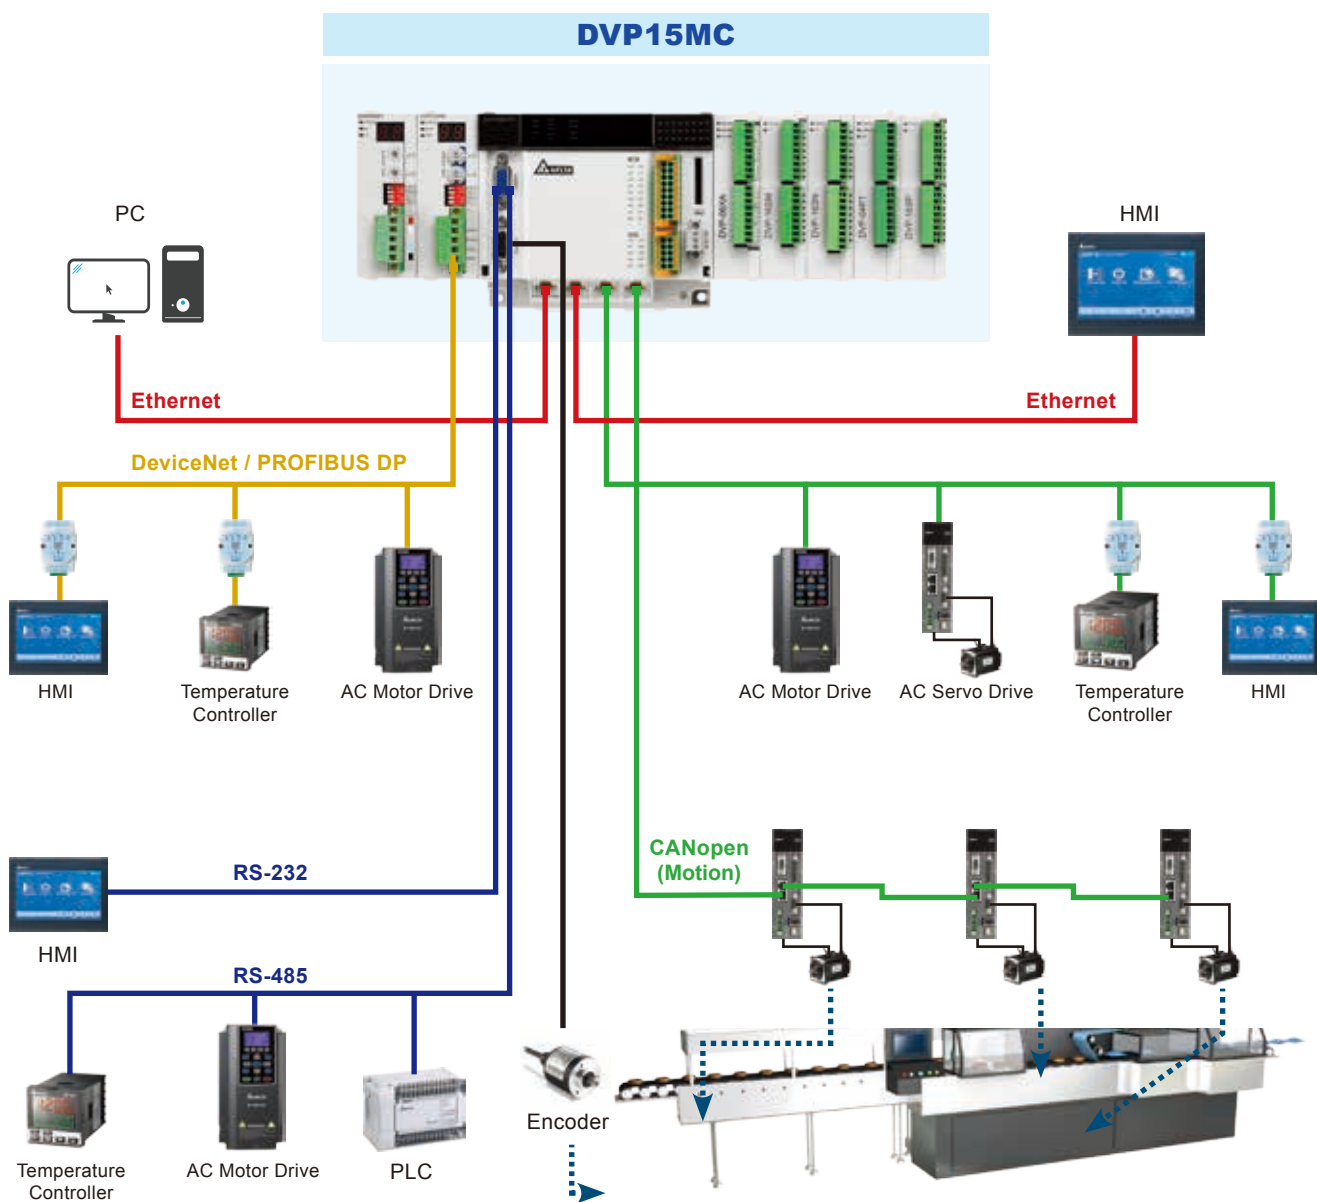 DVP15MC
PC
HMI
Ethernet
Ethernet
DeviceNet / PROFIBUS DP
HMI
Temperature
Controller
AC Motor Drive
AC Motor Drive
AC Servo Drive
Temperature
Controller
HMI
CANopen
(Motion)
RS-232
HMI
RS-485
Encoder
Temperature
Controller
AC Motor Drive
PLC